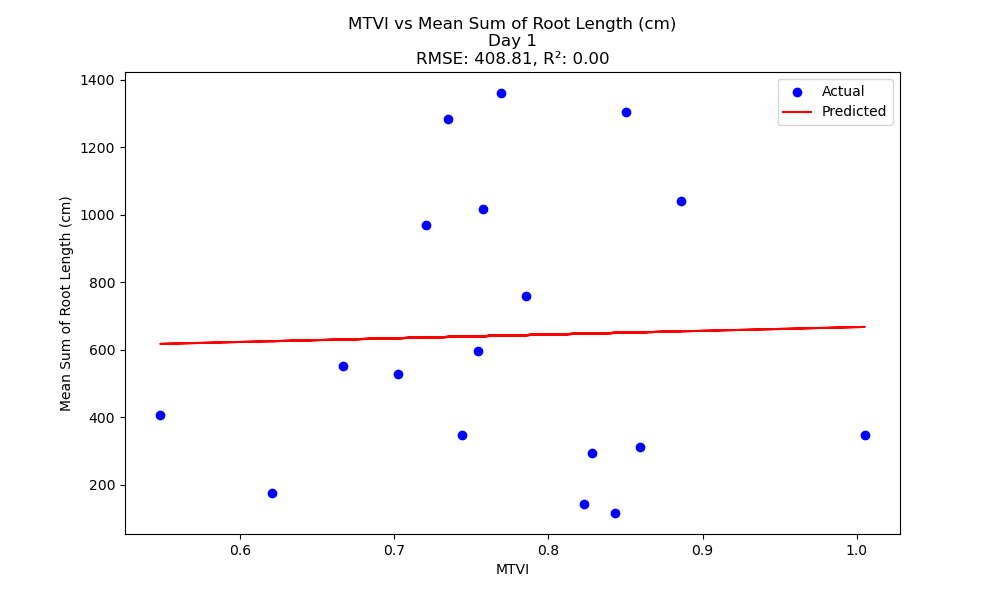 MTVI vs Mean Sum of Root Length (cm)
Day 1
RMSE: 408.81, R²: 0.00
Actual
Predicted
Mean Sum of Root Length (cm)
1400
1200
1000
800
600
400
200
0.6
0.7
0.8
0.9
1.0
MTVI